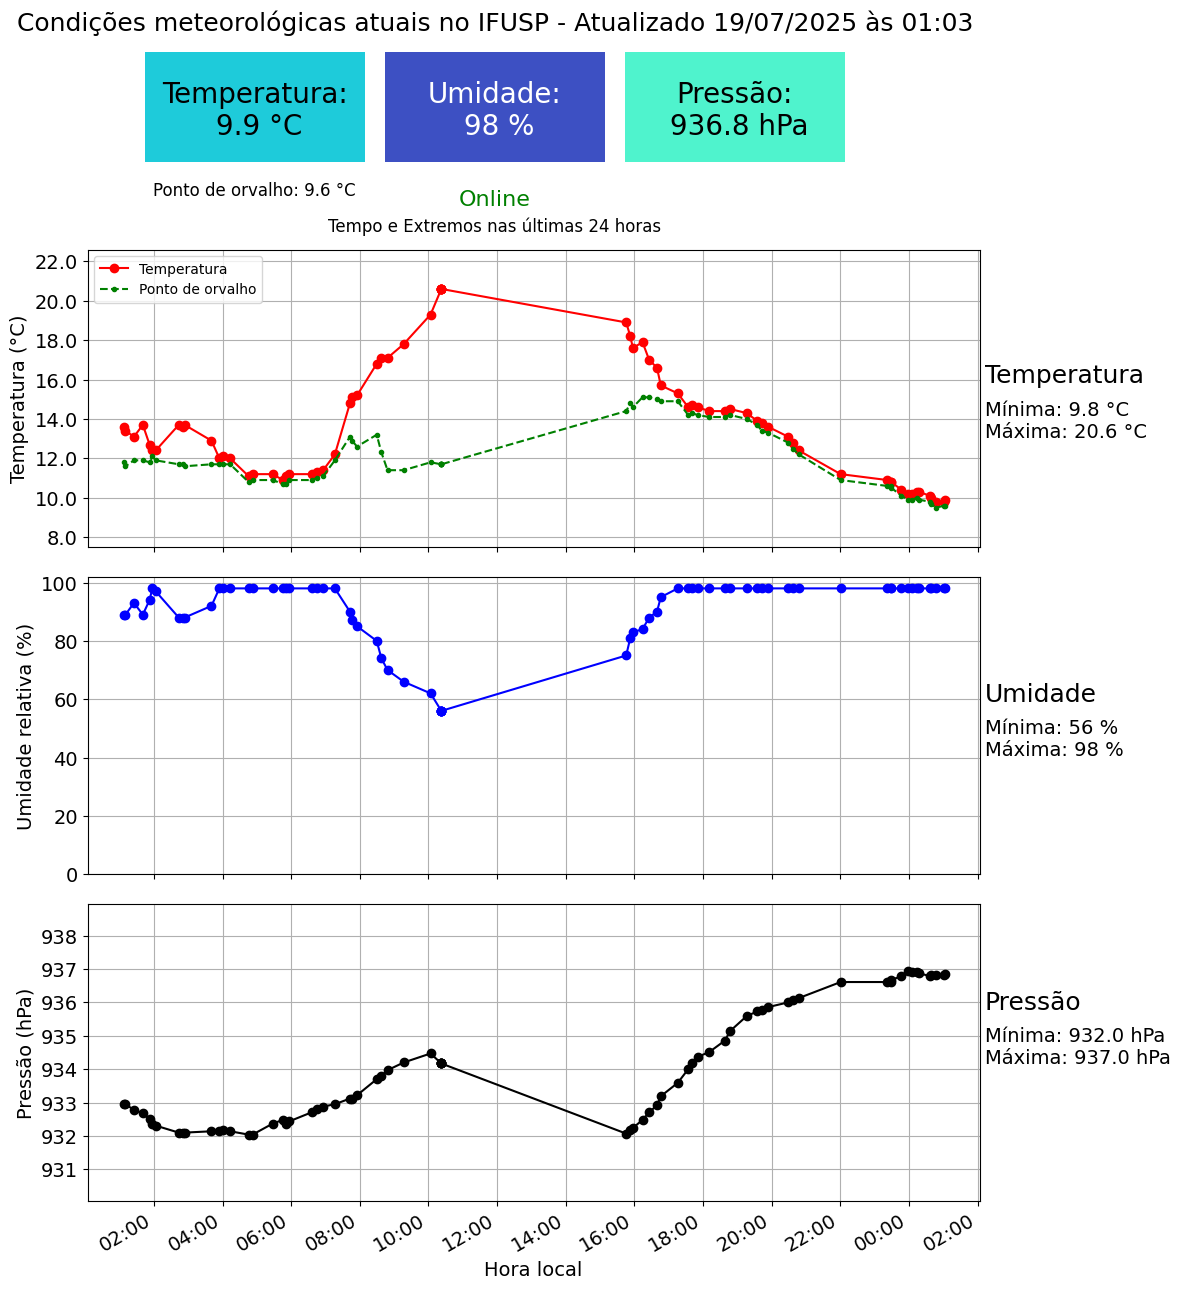 Condições meteorológicas atuais no IFUSP - Atualizado 19/07/2025 às 01:03
Temperatura:
9.9 °C
Umidade:
98 %
Pressão:
936.8 hPa
Ponto de orvalho: 9.6 °C
Online
Tempo e Extremos nas últimas 24 horas
Temperatura (°C)
22.0
20.0
18.0
16.0
14.0
12.0
10.0
8.0
Temperatura
Ponto de orvalho
Temperatura
Mínima: 9.8 °C
Máxima: 20.6 °C
Umidade relativa (%)
100
80
60
40
20
0
Umidade
Mínima: 56 %
Máxima: 98 %
Pressão (hPa)
938
937
936
935
934
933
932
931
Pressão
Mínima: 932.0 hPa
Máxima: 937.0 hPa
02:00 04:00 06:00 08:00 10:00 12:00 14:00 16:00 18:00 20:00 22:00 00:00 02:00
Hora local